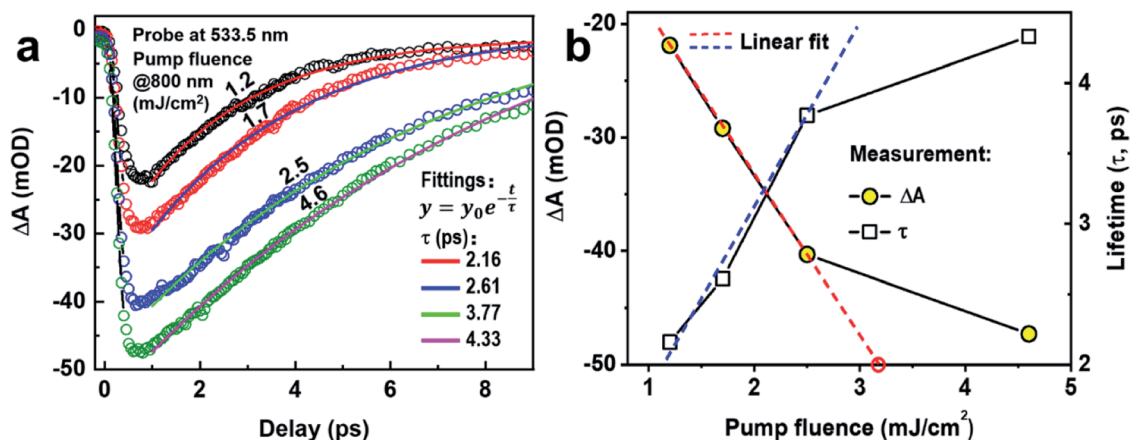 a
Probe at 533.5 nm
Pump fluence
@800 nm
(mJ/cm²)
1.2
1.7
2.5
4.6
Fittings:
y = y₀e^(-t/τ)
τ (ps):
2.16
2.61
3.77
4.33
0
-10
-20
-30
-40
-50
ΔA (mOD)
0 2 4 6 8
Delay (ps)
b
Linear fit
Measurement:
ΔA
τ
-20
-30
-40
-50
ΔA (mOD)
4
3
2
Lifetime (τ, ps)
1 2 3 4 5
Pump fluence (mJ/cm²)